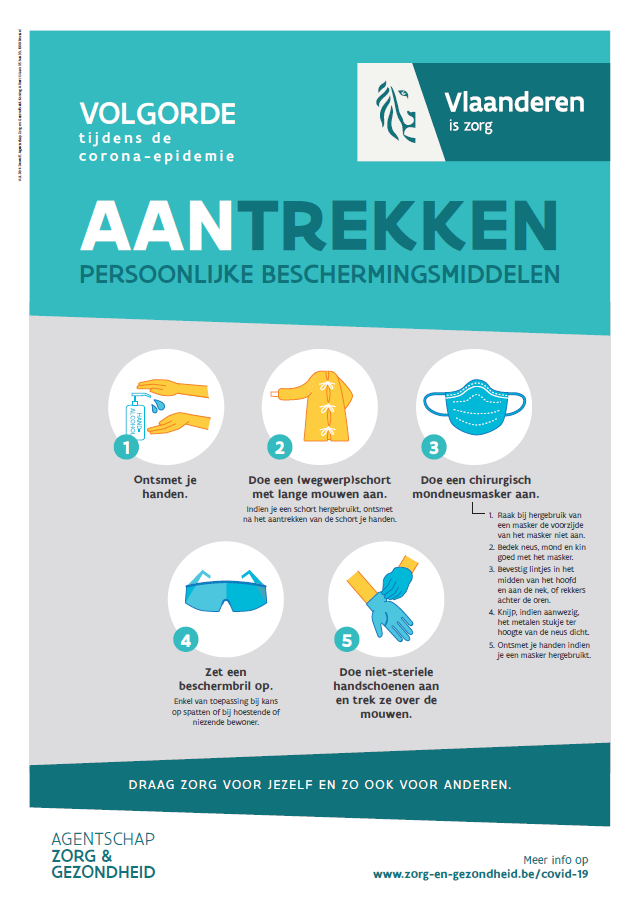 VOLGORDE
tijdens de
corona-epidemie
Vlaanderen
is zorg
AANTREKKEN
PERSOONLIJKE BESCHERMINGSMIDDELEN
HAND
ALCOHOL
1
Ontsmet je
handen.
2
Doe een (wegwerp)schort
met lange mouwen aan.
Indien je een schort hergebruikt, ontsmet
na het aantrekken van de schort je handen.
3
Doe een chirurgisch
mondneusmasker aan.
1. Raak bij hergebruik van
een masker de voorzijde
van het masker niet aan.
2. Bedek neus, mond en kin
goed met het masker.
3. Bevestig lintjes in het
midden van het hoofd
en aan de nek, of rekkers
achter de oren.
4. Knijp, indien aanwezig,
het metalen stukje ter
hoogte van de neus dicht.
5. Ontsmet je handen indien
je een masker hergebruikt.
4
Zet een
beschermbril op.
Enkel van toepassing bij kans
op spatten of bij hoestende of
niezende bewoner.
5
Doe niet-steriele
handschoenen aan
en trek ze over de
mouwen.
DRAAG ZORG VOOR JEZELF EN ZO OOK VOOR ANDEREN.
AGENTSCHAP
ZORG &
GEZONDHEID
Meer info op
www.zorg-en-gezondheid.be/covid-19